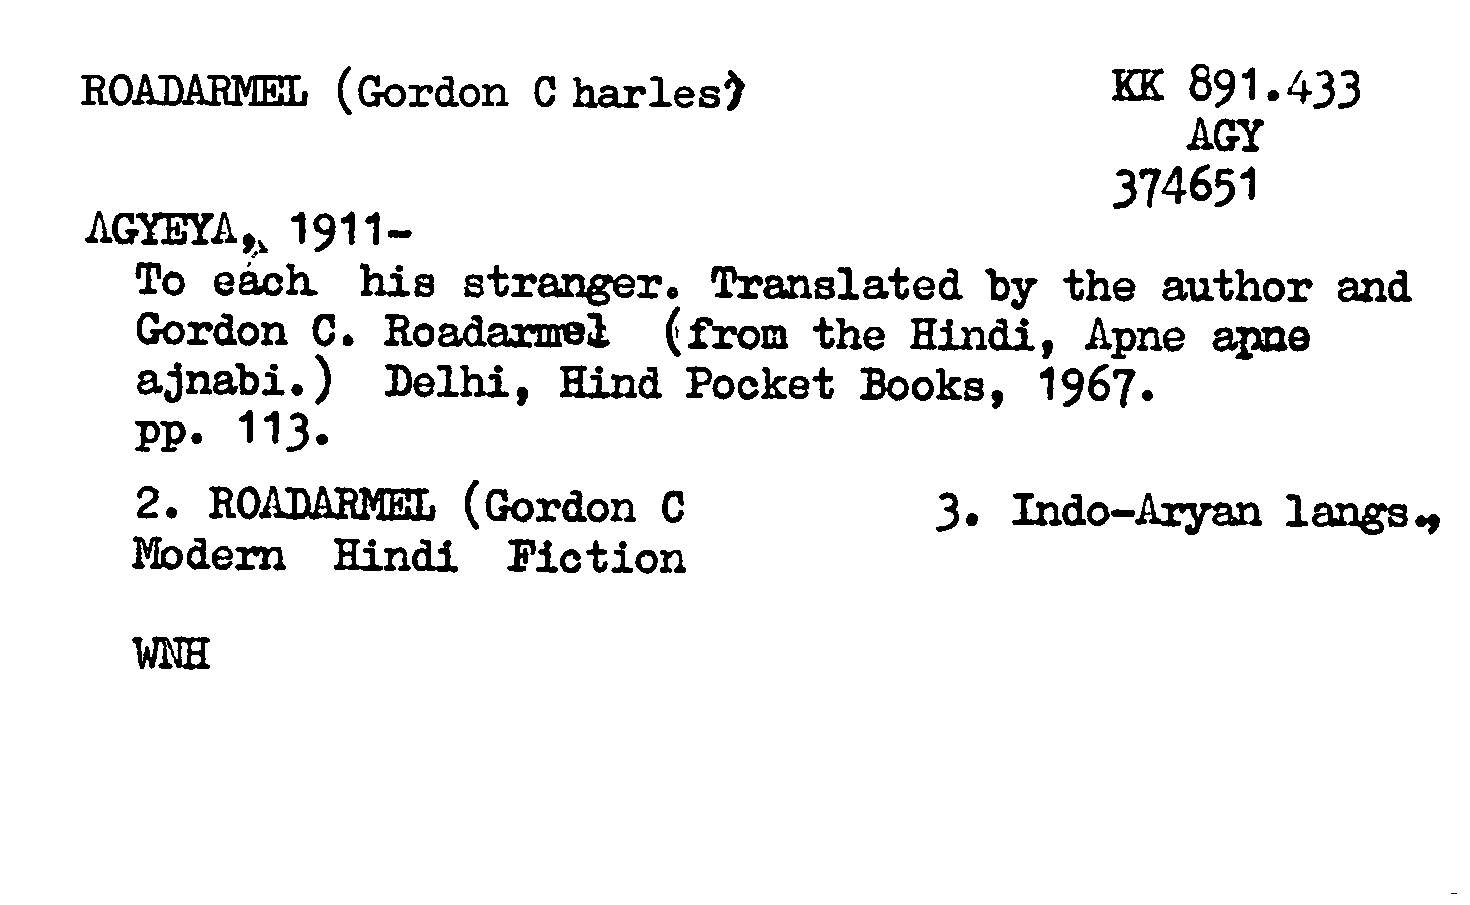 ROADARMEL (Gordon C harles) KK 891.433
AGY
374651
AGYEYA, 1911-
To each his stranger. Translated by the author and
Gordon C. Roadarmel (from the Hindi, Apne apne
ajnabi.) Delhi, Hind Pocket Books, 1967.
pp. 113.
2. ROADARMEL (Gordon C 3. Indo-Aryan langs.,
Modern Hindi Fiction
WNH